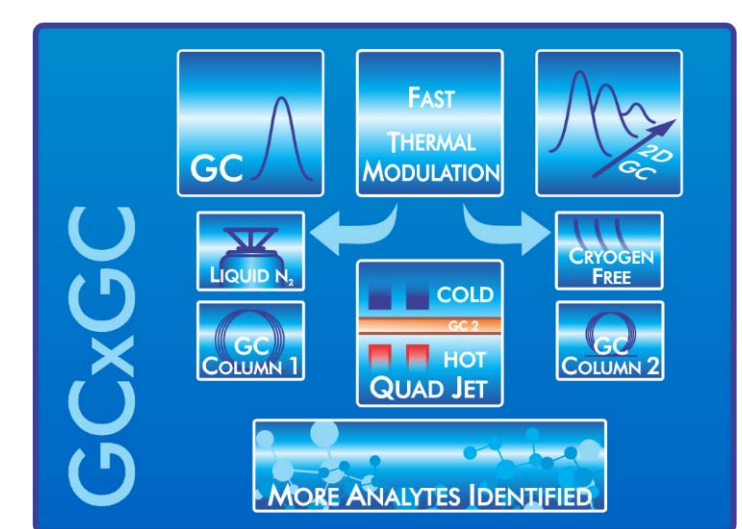 GCxGC
GC
FAST
THERMAL
MODULATION
2D
GC
LIQUID N₂
CRYOGEN
FREE
COLD
GC 2
HOT
QUAD JET
GC
COLUMN 1
GC
COLUMN 2
MORE ANALYTES IDENTIFIED